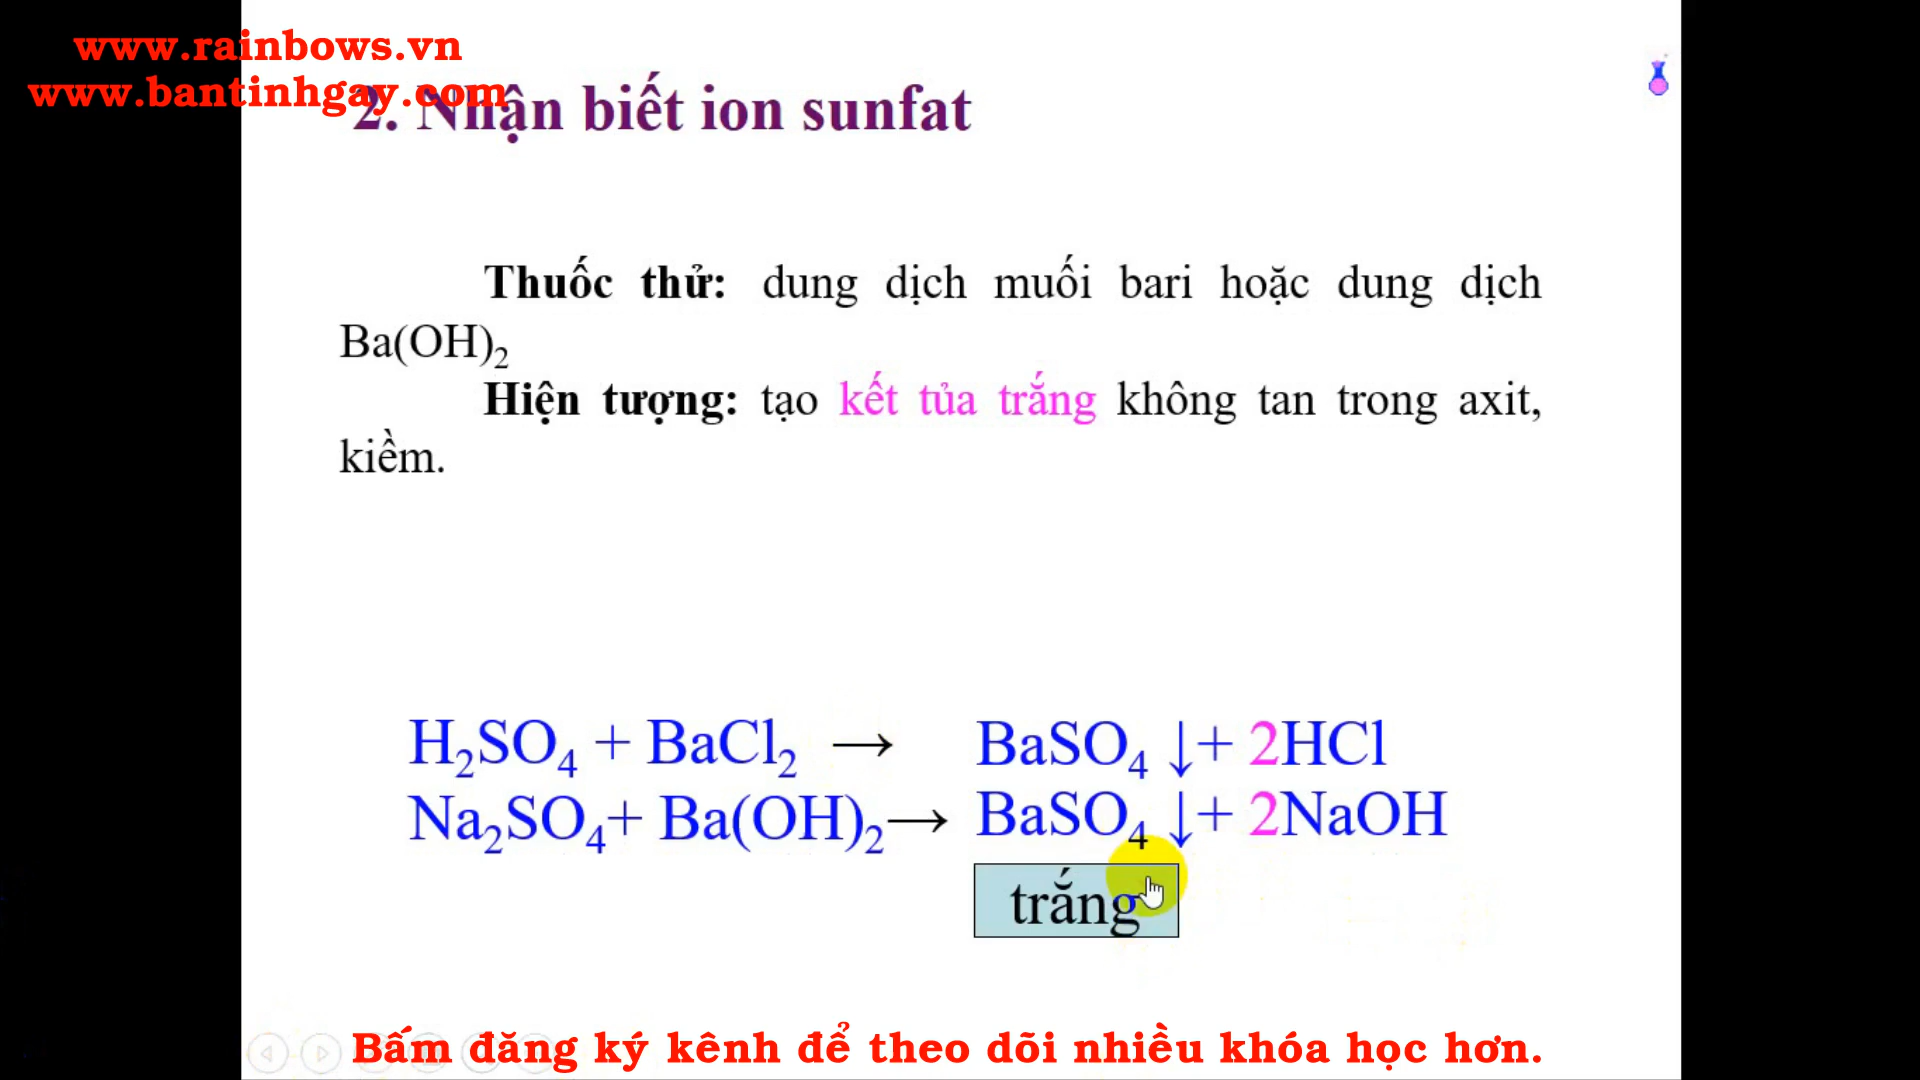 www.rainbows.vn
www.bantinhgay.com
2. Nhận biết ion sunfat
Thuốc thử: dung dịch muối bari hoặc dung dịch
Ba(OH)₂
Hiện tượng: tạo kết tủa trắng không tan trong axit,
kiềm.
H₂SO₄ + BaCl₂ → BaSO₄ ↓+ 2HCl
Na₂SO₄+ Ba(OH)₂→ BaSO₄ ↓+ 2NaOH
trắng
Bấm đăng ký kênh để theo dõi nhiều khóa học hơn.